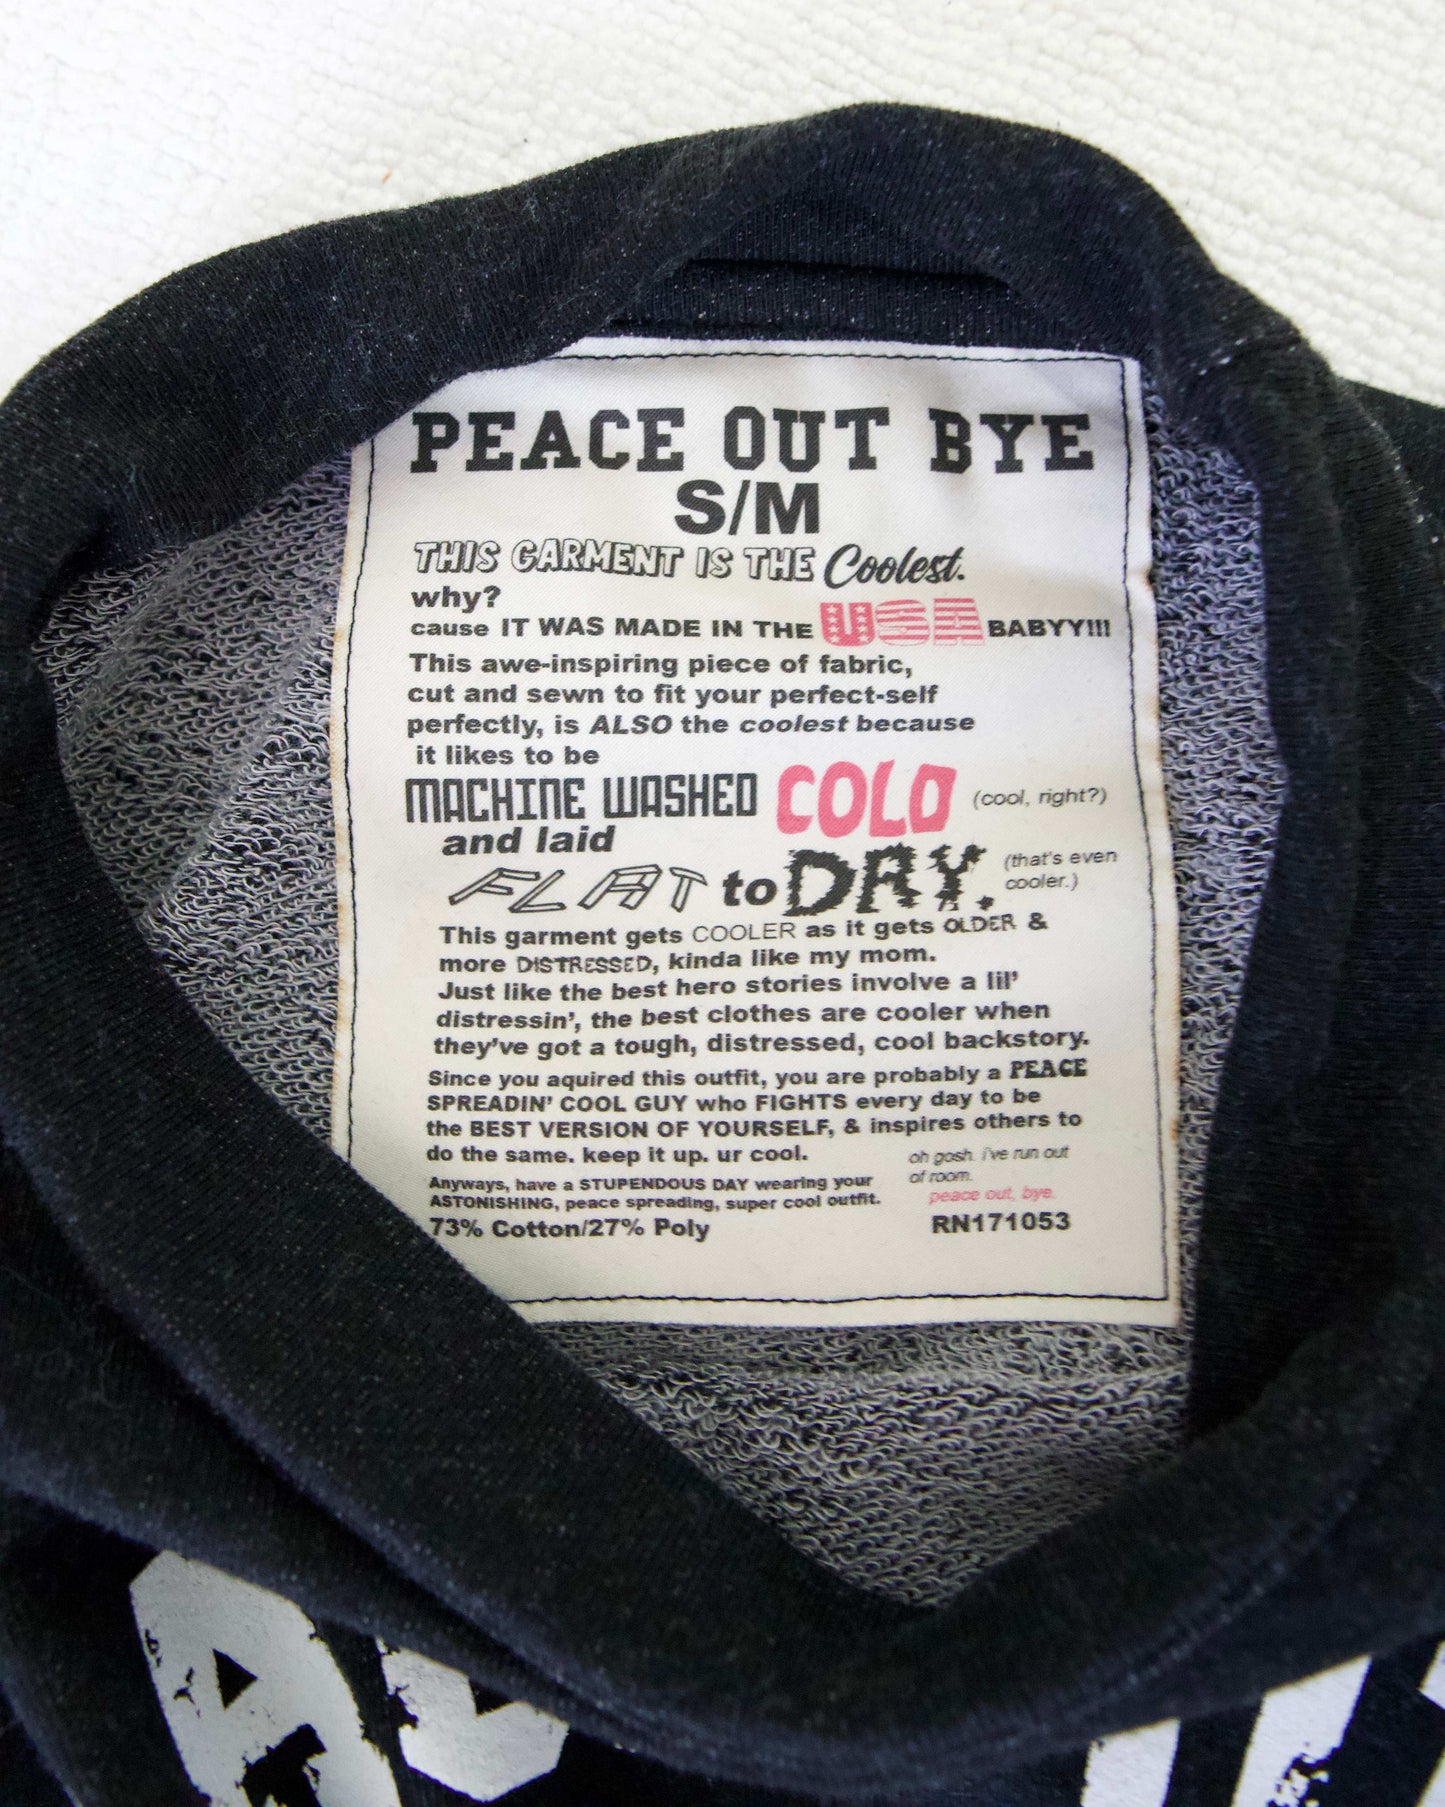 PEACE OUT BYE
S/M
THIS GARMENT IS THE Coolest.
why?
cause IT WAS MADE IN THE USA BABYY!!!
This awe-inspiring piece of fabric,
cut and sewn to fit your perfect-self
perfectly, is ALSO the coolest because
it likes to be
MACHINE WASHED COLD (cool, right?)
and laid
FLAT to DRY. (that's even
cooler.)
This garment gets COOLER as it gets OLDER &
more DISTRESSED, kinda like my mom.
Just like the best hero stories involve a lil'
distressin', the best clothes are cooler when
they've got a tough, distressed, cool backstory.
Since you aquired this outfit, you are probably a PEACE
SPREADIN' COOL GUY who FIGHTS every day to be
the BEST VERSION OF YOURSELF, & inspires others to
do the same. keep it up. ur cool.
oh gosh. i've run out
of room.
peace out, bye.
Anyways, have a STUPENDOUS DAY wearing your
ASTONISHING, peace spreading, super cool outfit.
73% Cotton/27% Poly
RN171053